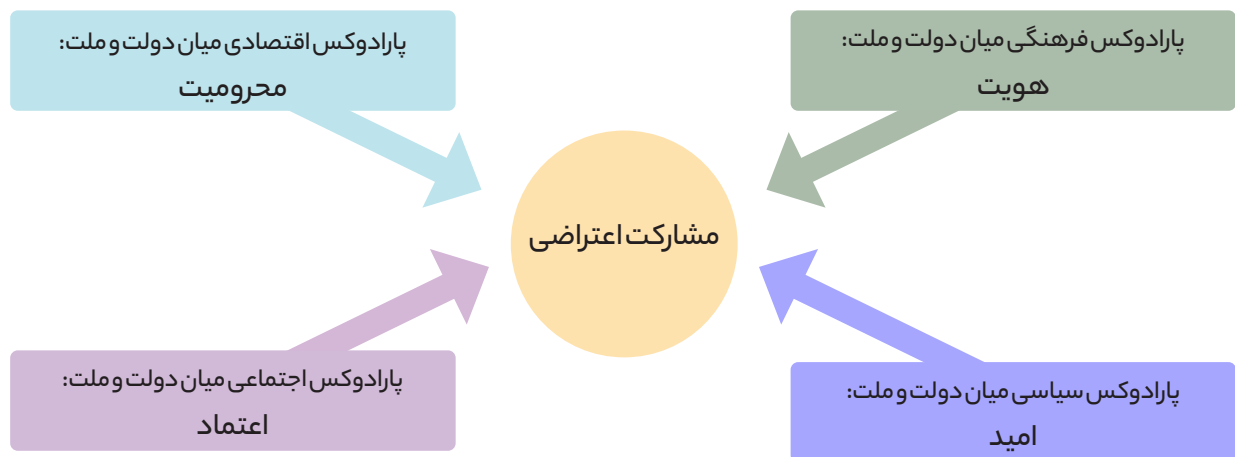 پارادوکس فرهنگی میان دولت و ملت:
هویت
پارادوکس اقتصادی میان دولت و ملت:
محرومیت
مشارکت اعتراضی
پارادوکس سیاسی میان دولت و ملت:
امید
پارادوکس اجتماعی میان دولت و ملت:
اعتماد